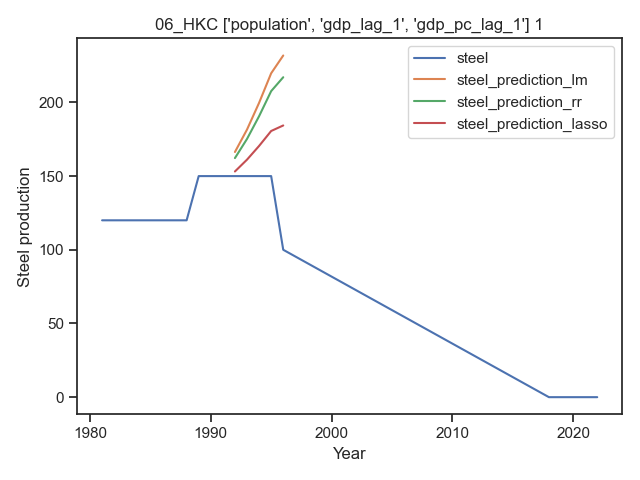 06_HKC ['population', 'gdp_lag_1', 'gdp_pc_lag_1'] 1
steel
steel_prediction_lm
steel_prediction_rr
steel_prediction_lasso
Steel production
200
150
100
50
0
1980 1990 2000 2010 2020
Year